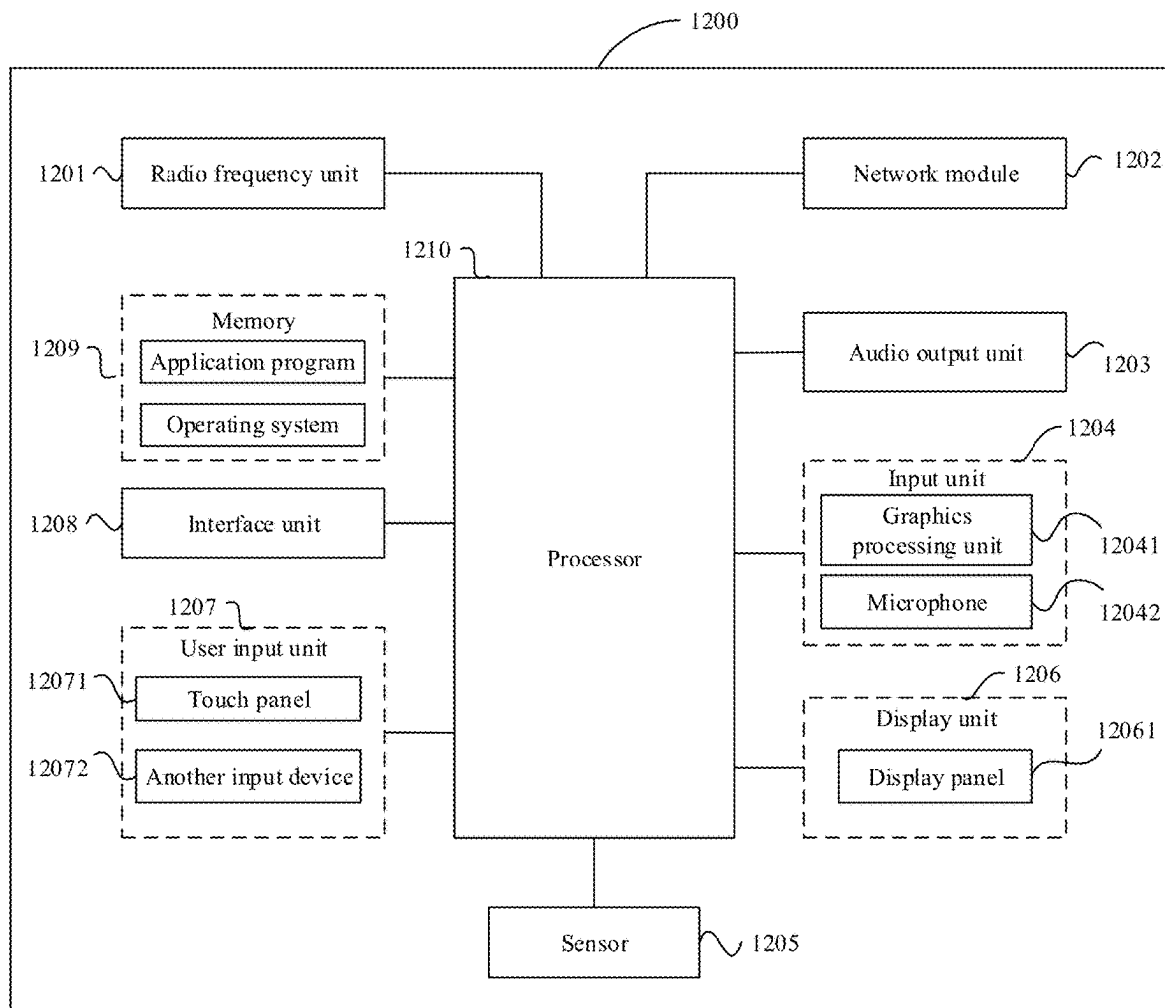 1200
1201
Radio frequency unit
Network module
1202
1210
Memory
1209
Application program
Operating system
Audio output unit
1203
1208
Interface unit
Processor
1204
Input unit
Graphics
processing unit
12041
Microphone
12042
1207
User input unit
12071
Touch panel
12072
Another input device
1206
Display unit
12061
Display panel
Sensor
1205